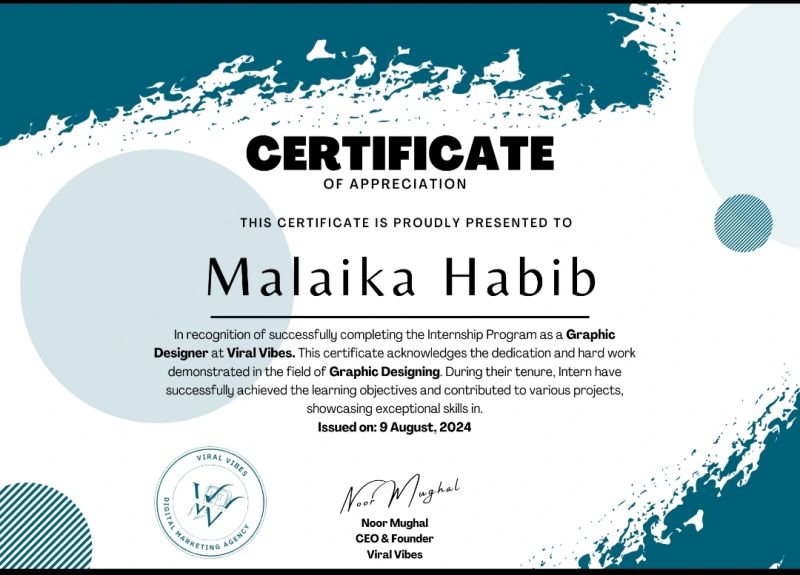 CERTIFICATE
OF APPRECIATION
THIS CERTIFICATE IS PROUDLY PRESENTED TO
Malaika Habib
In recognition of successfully completing the Internship Program as a Graphic
Designer at Viral Vibes. This certificate acknowledges the dedication and hard work
demonstrated in the field of Graphic Designing. During their tenure, Intern have
successfully achieved the learning objectives and contributed to various projects,
showcasing exceptional skills in.
Issued on: 9 August, 2024
VIRAL VIBES
DIGITAL MARKETING AGENCY
Noor Mughal
Noor Mughal
CEO & Founder
Viral Vibes